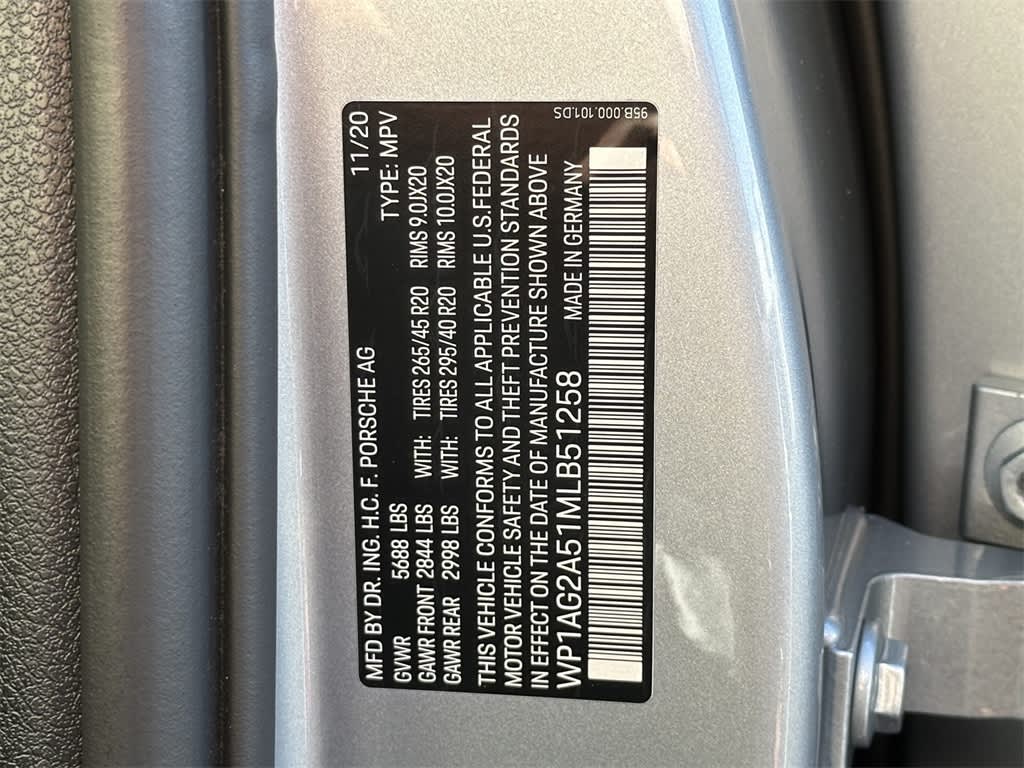 MFD BY DR. ING. H.C. F. PORSCHE AG 11/20
GVWR 5688 LBS TYPE: MPV
GAWR FRONT 2844 LBS WITH: TIRES 265/45 R20 RIMS 9.0JX20
GAWR REAR 2998 LBS WITH: TIRES 295/40 R20 RIMS 10.0JX20
THIS VEHICLE CONFORMS TO ALL APPLICABLE U.S. FEDERAL
MOTOR VEHICLE SAFETY AND THEFT PREVENTION STANDARDS
IN EFFECT ON THE DATE OF MANUFACTURE SHOWN ABOVE
WP1AG2A51MLB51258 MADE IN GERMANY
95B.000.101.DS